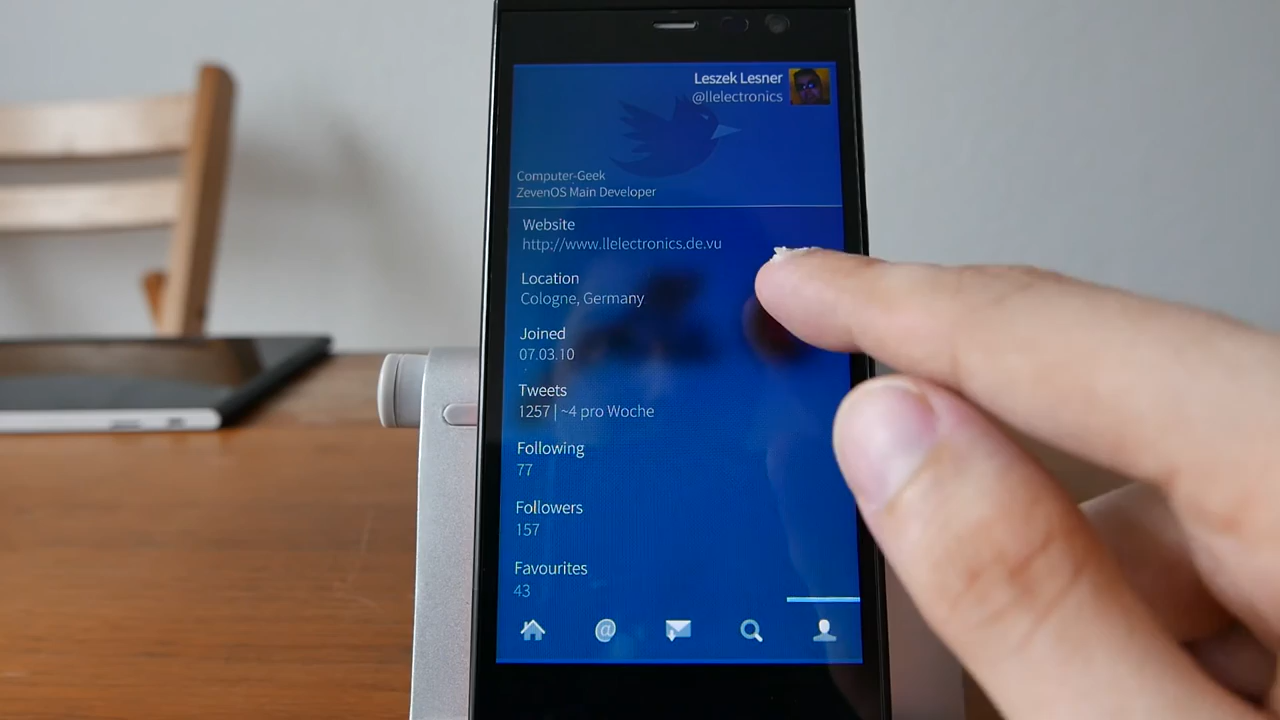 Leszek Lesner
@llelectronics
Computer-Geek
ZevenOS Main Developer
Website
http://www.llelectronics.de.vu
Location
Cologne, Germany
Joined
07.03.10
Tweets
1257 | ~4 pro Woche
Following
77
Followers
157
Favourites
43